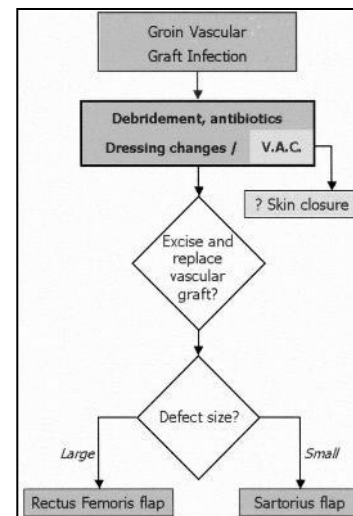 Groin Vascular
Graft Infection
Debridement, antibiotics
Dressing changes / V.A.C.
? Skin closure
Excise and
replace
vascular
graft?
Defect size?
Large
Small
Rectus Femoris flap
Sartorius flap